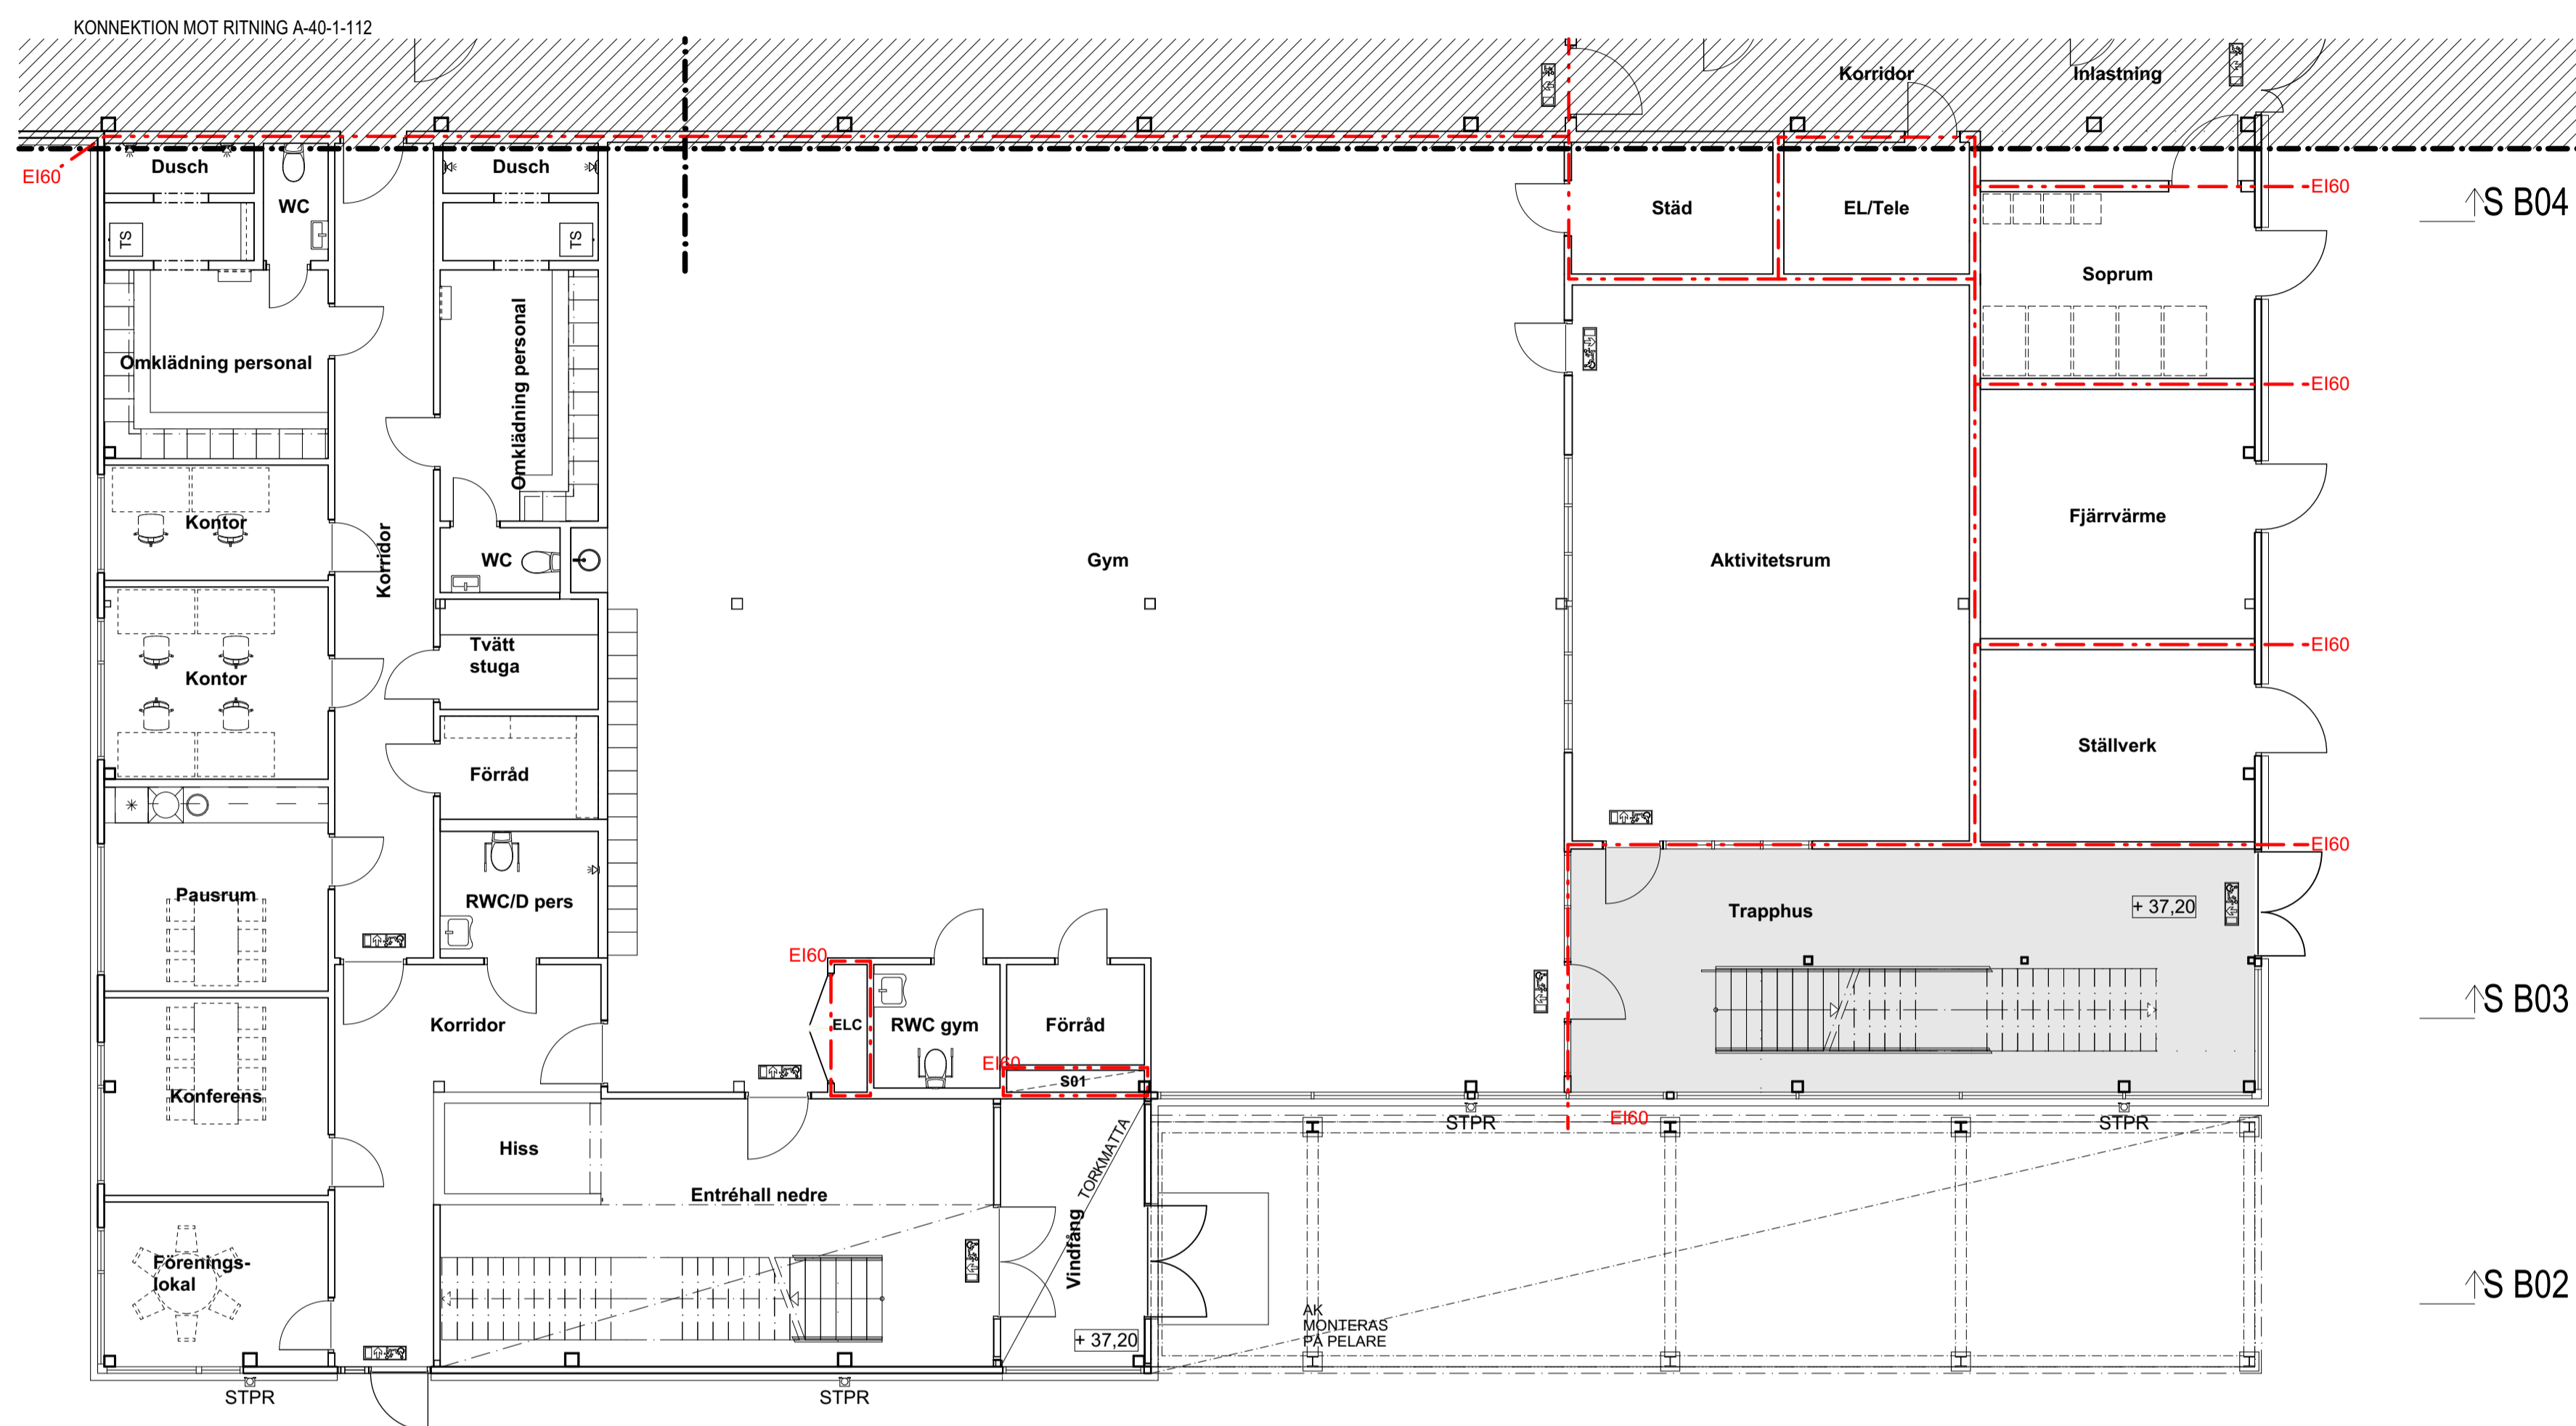 KONNEKTION MOT RITNING A-40-1-112
Korridor
Inlastning
EI60
Dusch
WC
Dusch
TS
TS
Städ
EL/Tele
EI60
S B04
Soprum
Omklädning personal
Omklädning personal
EI60
Kontor
Korridor
WC
Gym
Aktivitetsrum
Fjärrvärme
Tvätt
stuga
EI60
Kontor
Förråd
Ställverk
EI60
Pausrum
RWC/D pers
Trapphus
+ 37,20
EI60
Korridor
ELC
RWC gym
Förråd
S B03
EI60
S01
Konferens
EI60
STPR
STPR
Hiss
TORKMATTA
Entréhall nedre
Vindfång
Förenings-
lokal
S B02
AK
MONTERAS
PÅ PELARE
+ 37,20
STPR
STPR